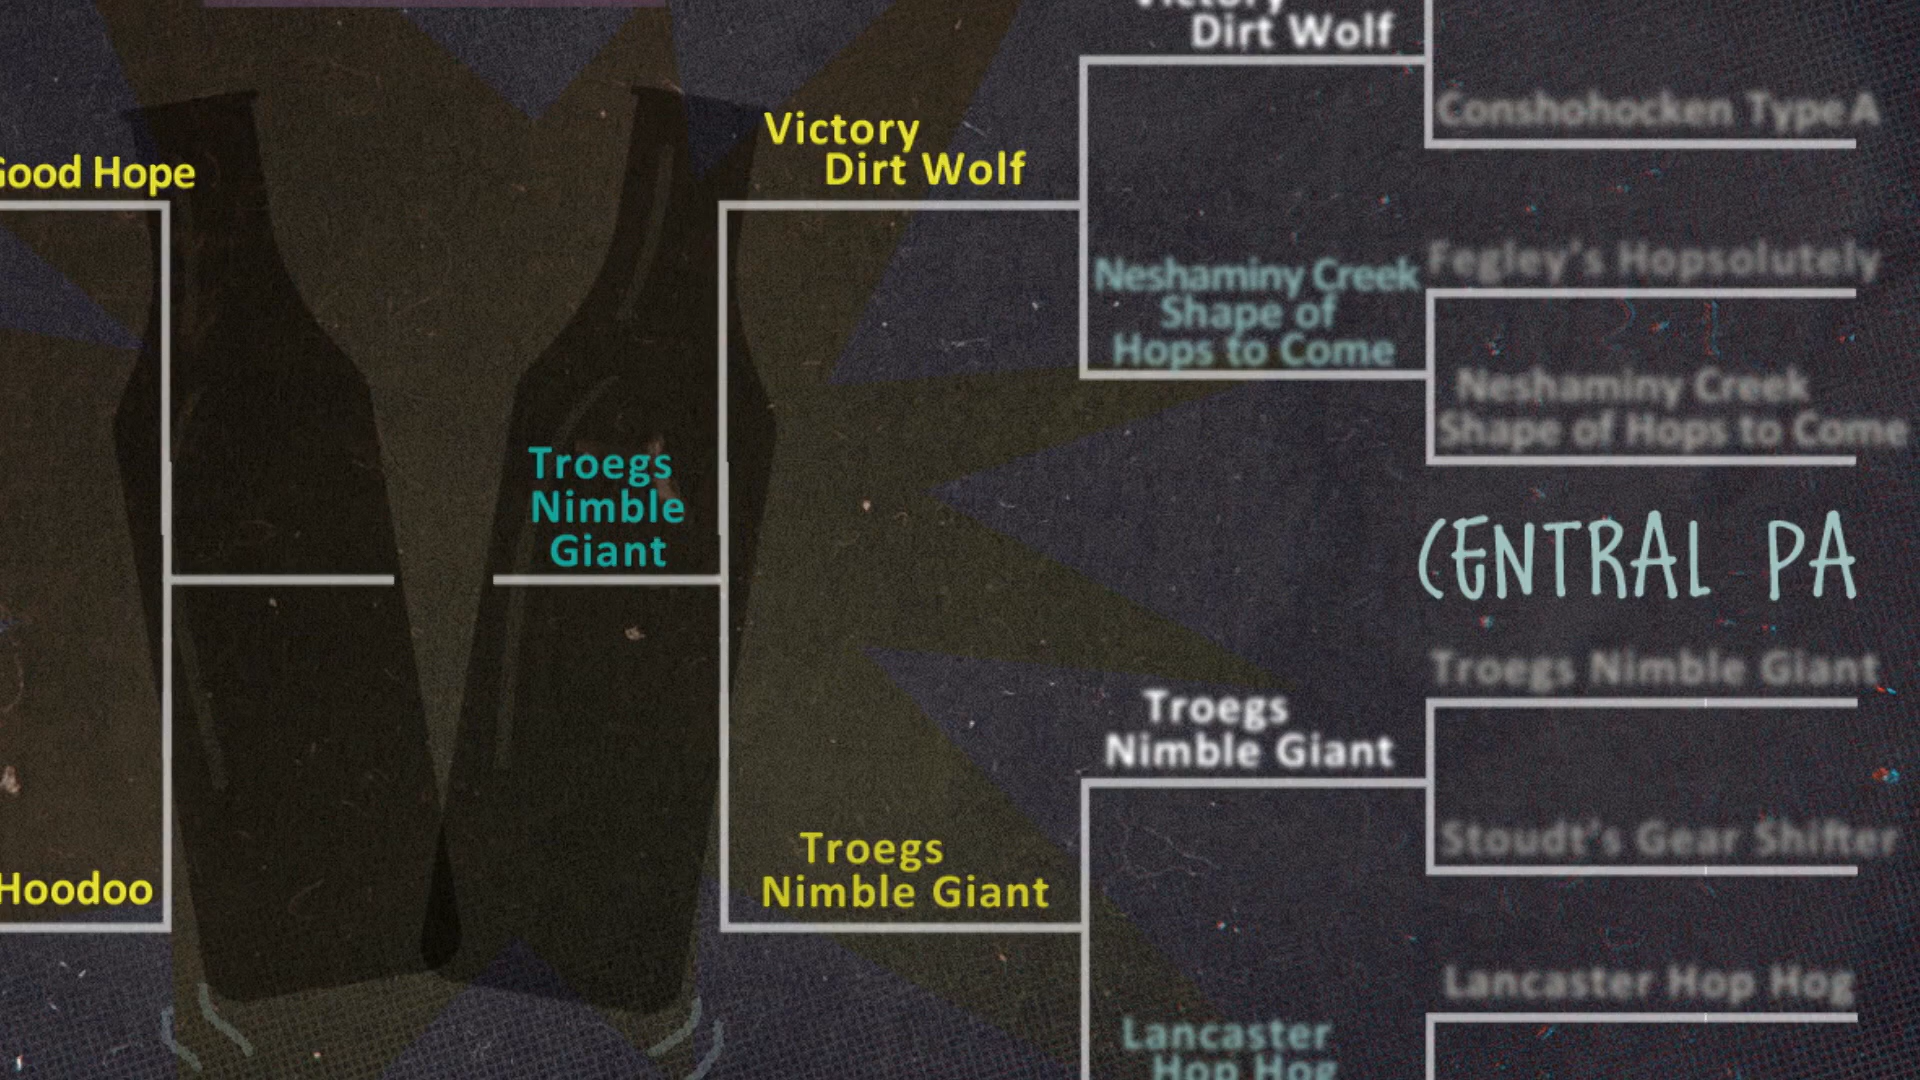 Victory
Dirt Wolf
Conshohocken Type A
Good Hope
Victory
Dirt Wolf
Fegley's Hopsolutely
Neshaminy Creek
Shape of
Hops to Come
Neshaminy Creek
Shape of Hops to Come
Troegs
Nimble
Giant
CENTRAL PA
Troegs Nimble Giant
Troegs
Nimble Giant
Stoudt's Gear Shifter
Troegs
Nimble Giant
Hoodoo
Lancaster Hop Hog
Lancaster
Hop Hog